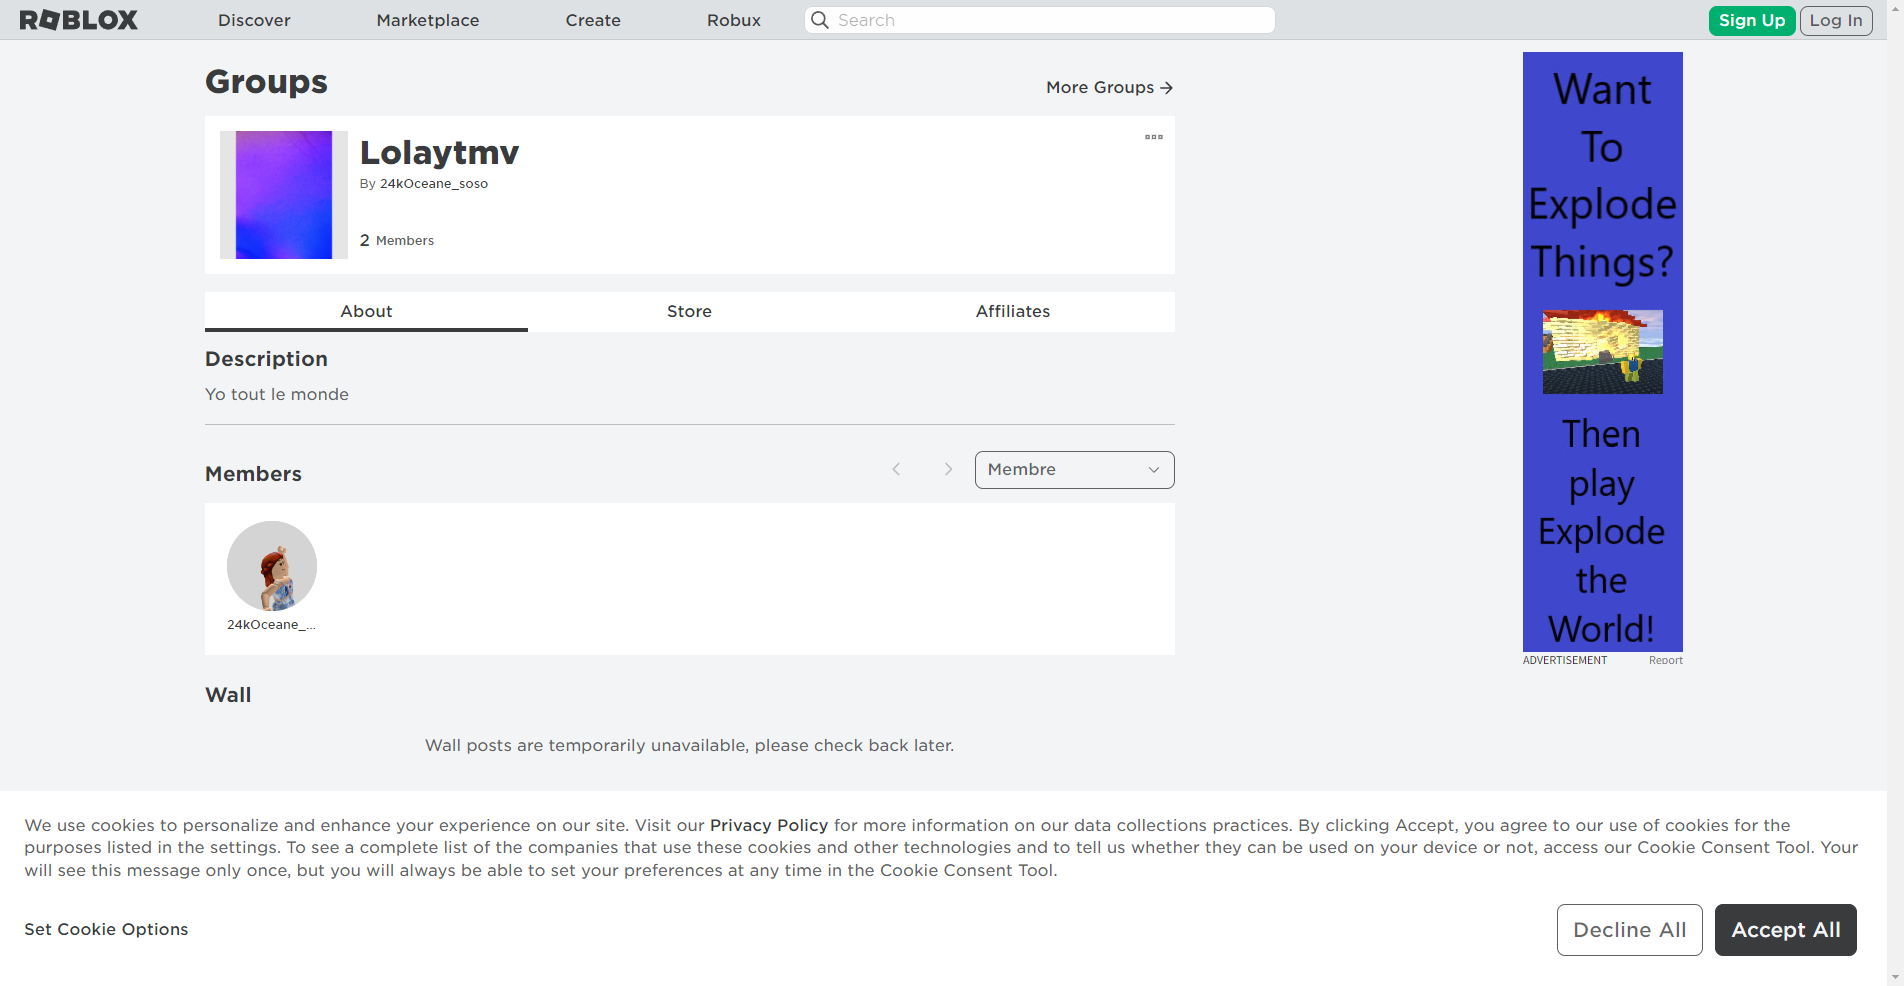 ROBLOX Discover Marketplace Create Robux Search Sign Up Log In
Groups
More Groups
Lolaytmv
By 24kOceane_soso
2 Members
About Store Affiliates
Description
Yo tout le monde
Members
Membre
24kOceane_...
Wall
Wall posts are temporarily unavailable, please check back later.
Want
To
Explode
Things?
Then
play
Explode
the
World!
ADVERTISEMENT Report
We use cookies to personalize and enhance your experience on our site. Visit our Privacy Policy for more information on our data collections practices. By clicking Accept, you agree to our use of cookies for the
purposes listed in the settings. To see a complete list of the companies that use these cookies and other technologies and to tell us whether they can be used on your device or not, access our Cookie Consent Tool. Your
will see this message only once, but you will always be able to set your preferences at any time in the Cookie Consent Tool.
Set Cookie Options
Decline All
Accept All